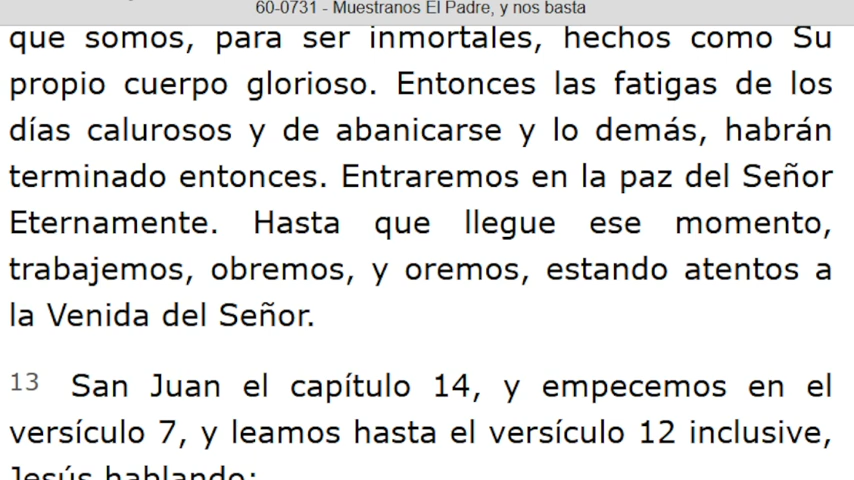 60-0731 - Muestranos El Padre, y nos basta
que somos, para ser inmortales, hechos como Su
propio cuerpo glorioso. Entonces las fatigas de los
días calurosos y de abanicarse y lo demás, habrán
terminado entonces. Entraremos en la paz del Señor
Eternamente. Hasta que llegue ese momento,
trabajemos, obremos, y oremos, estando atentos a
la Venida del Señor.
13 San Juan el capítulo 14, y empecemos en el
versículo 7, y leamos hasta el versículo 12 inclusive,
Jesús hablando: